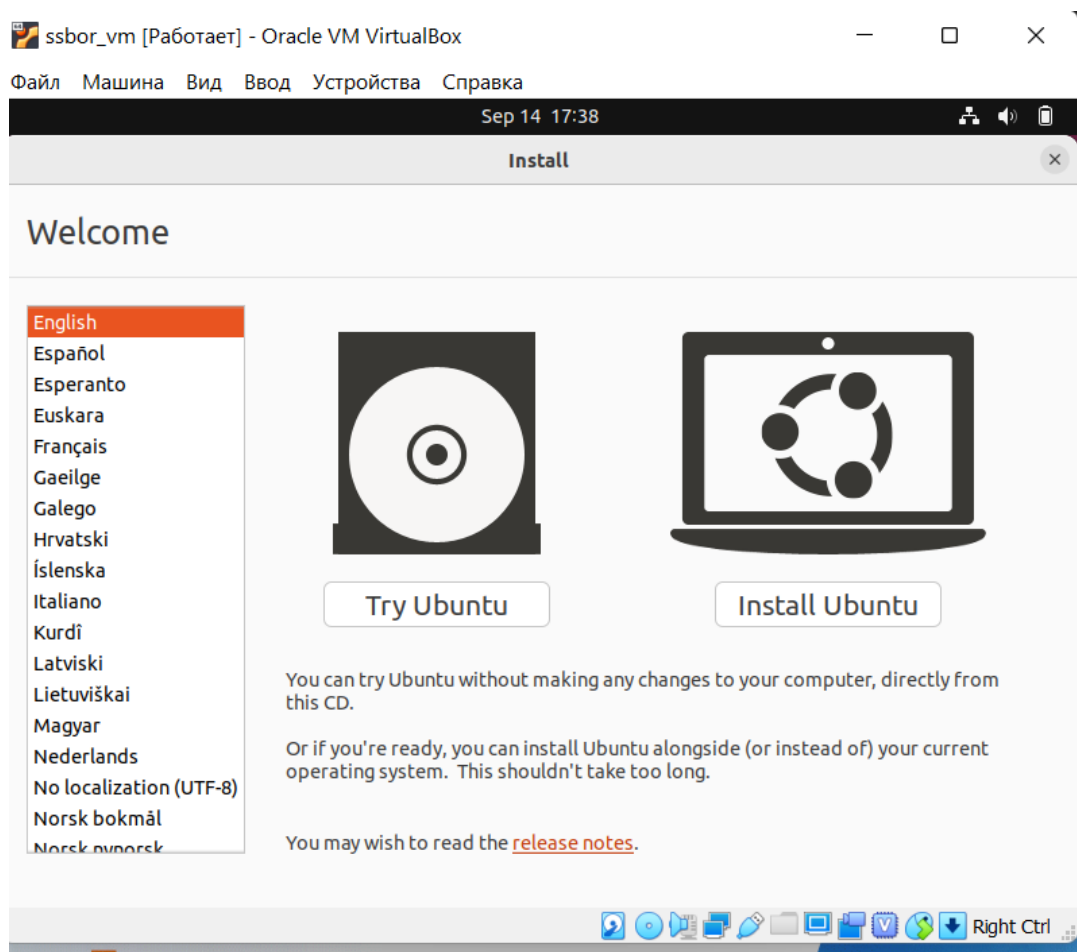 ssbor_vm [Работает] - Oracle VM VirtualBox
Файл Машина Вид Ввод Устройства Справка
Sep 14 17:38
Install
Welcome
English
Español
Esperanto
Euskara
Français
Gaeilge
Galego
Hrvatski
Íslenska
Italiano
Kurdî
Latviski
Lietuviškai
Magyar
Nederlands
No localization (UTF-8)
Norsk bokmål
Norsk nynorsk
Try Ubuntu
Install Ubuntu
You can try Ubuntu without making any changes to your computer, directly from
this CD.
Or if you're ready, you can install Ubuntu alongside (or instead of) your current
operating system. This shouldn't take too long.
You may wish to read the release notes.
Right Ctrl